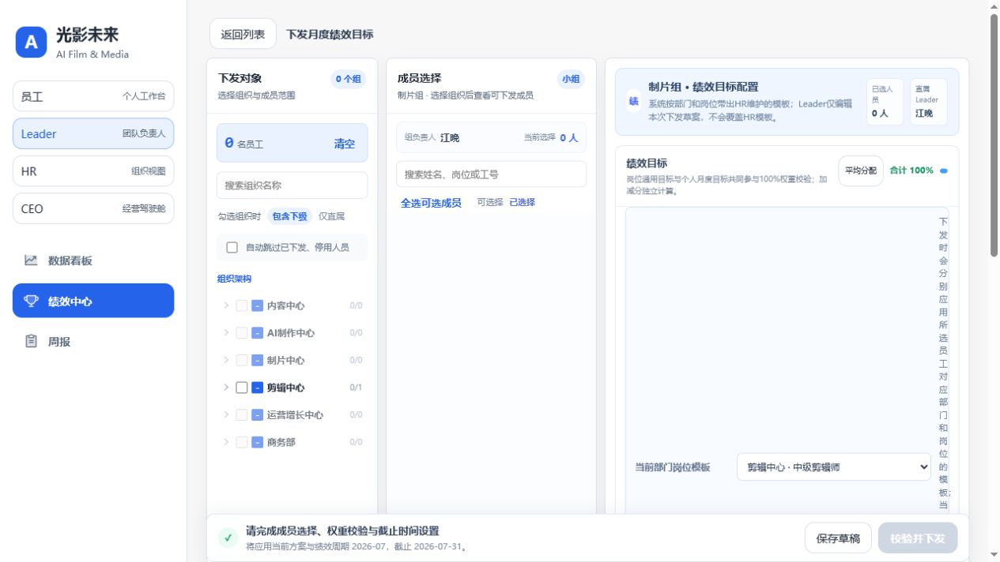 A
光影未来
AI Film & Media
员工 个人工作台
Leader 团队负责人
HR 组织视图
CEO 经营驾驶舱
数据看板
绩效中心
周报
返回列表
下发月度绩效目标
下发对象
选择组织与成员范围
0 个组
0 名员工
清空
搜索组织名称
勾选组织时 包含下级 仅直属
自动跳过已下发、停用人员
组织架构
内容中心 0/0
AI制作中心 0/0
制片中心 0/0
剪辑中心 0/1
运营增长中心 0/0
商务部 0/0
成员选择
制片组 · 选择组织后查看可下发成员
小组
组负责人 江晚 当前选择 0 人
搜索姓名、岗位或工号
全选可选成员 可选择 已选择
绩
制片组 · 绩效目标配置
系统按部门和岗位带出HR维护的模板；Leader仅编辑
本次下发草案，不会覆盖HR模板。
已选人
员
0 人
直属
Leader
江晚
绩效目标
岗位通用目标与个人月度目标共同参与100%权重校验；加
减分独立计算。
平均分配
合计 100%
当前部门岗位模板
剪辑中心 · 中级剪辑师
下
发
时
会
分
别
应
用
所
选
员
工
对
应
部
门
和
岗
位
的
模
板；
当
请完成成员选择、权重校验与截止时间设置
将应用当前方案与绩效周期 2026-07，截止 2026-07-31。
保存草稿
校验并下发